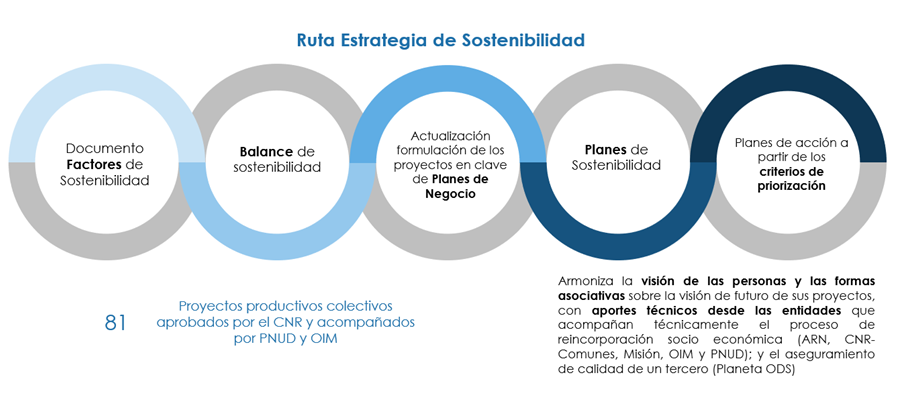 Ruta Estrategia de Sostenibilidad
Documento
Factores de
Sostenibilidad
Balance de
sostenibilidad
Actualización
formulación de los
proyectos en clave
de Planes de
Negocio
Planes de
Sostenibilidad
Planes de acción a
partir de los
criterios de
priorización
81
Proyectos productivos colectivos
aprobados por el CNR y acompañados
por PNUD y OIM
Armoniza la visión de las personas y las formas
asociativas sobre la visión de futuro de sus proyectos,
con aportes técnicos desde las entidades que
acompañan técnicamente el proceso de
reincorporación socio económica (ARN, CNR-
Comunes, Misión, OIM y PNUD); y el aseguramiento
de calidad de un tercero (Planeta ODS)